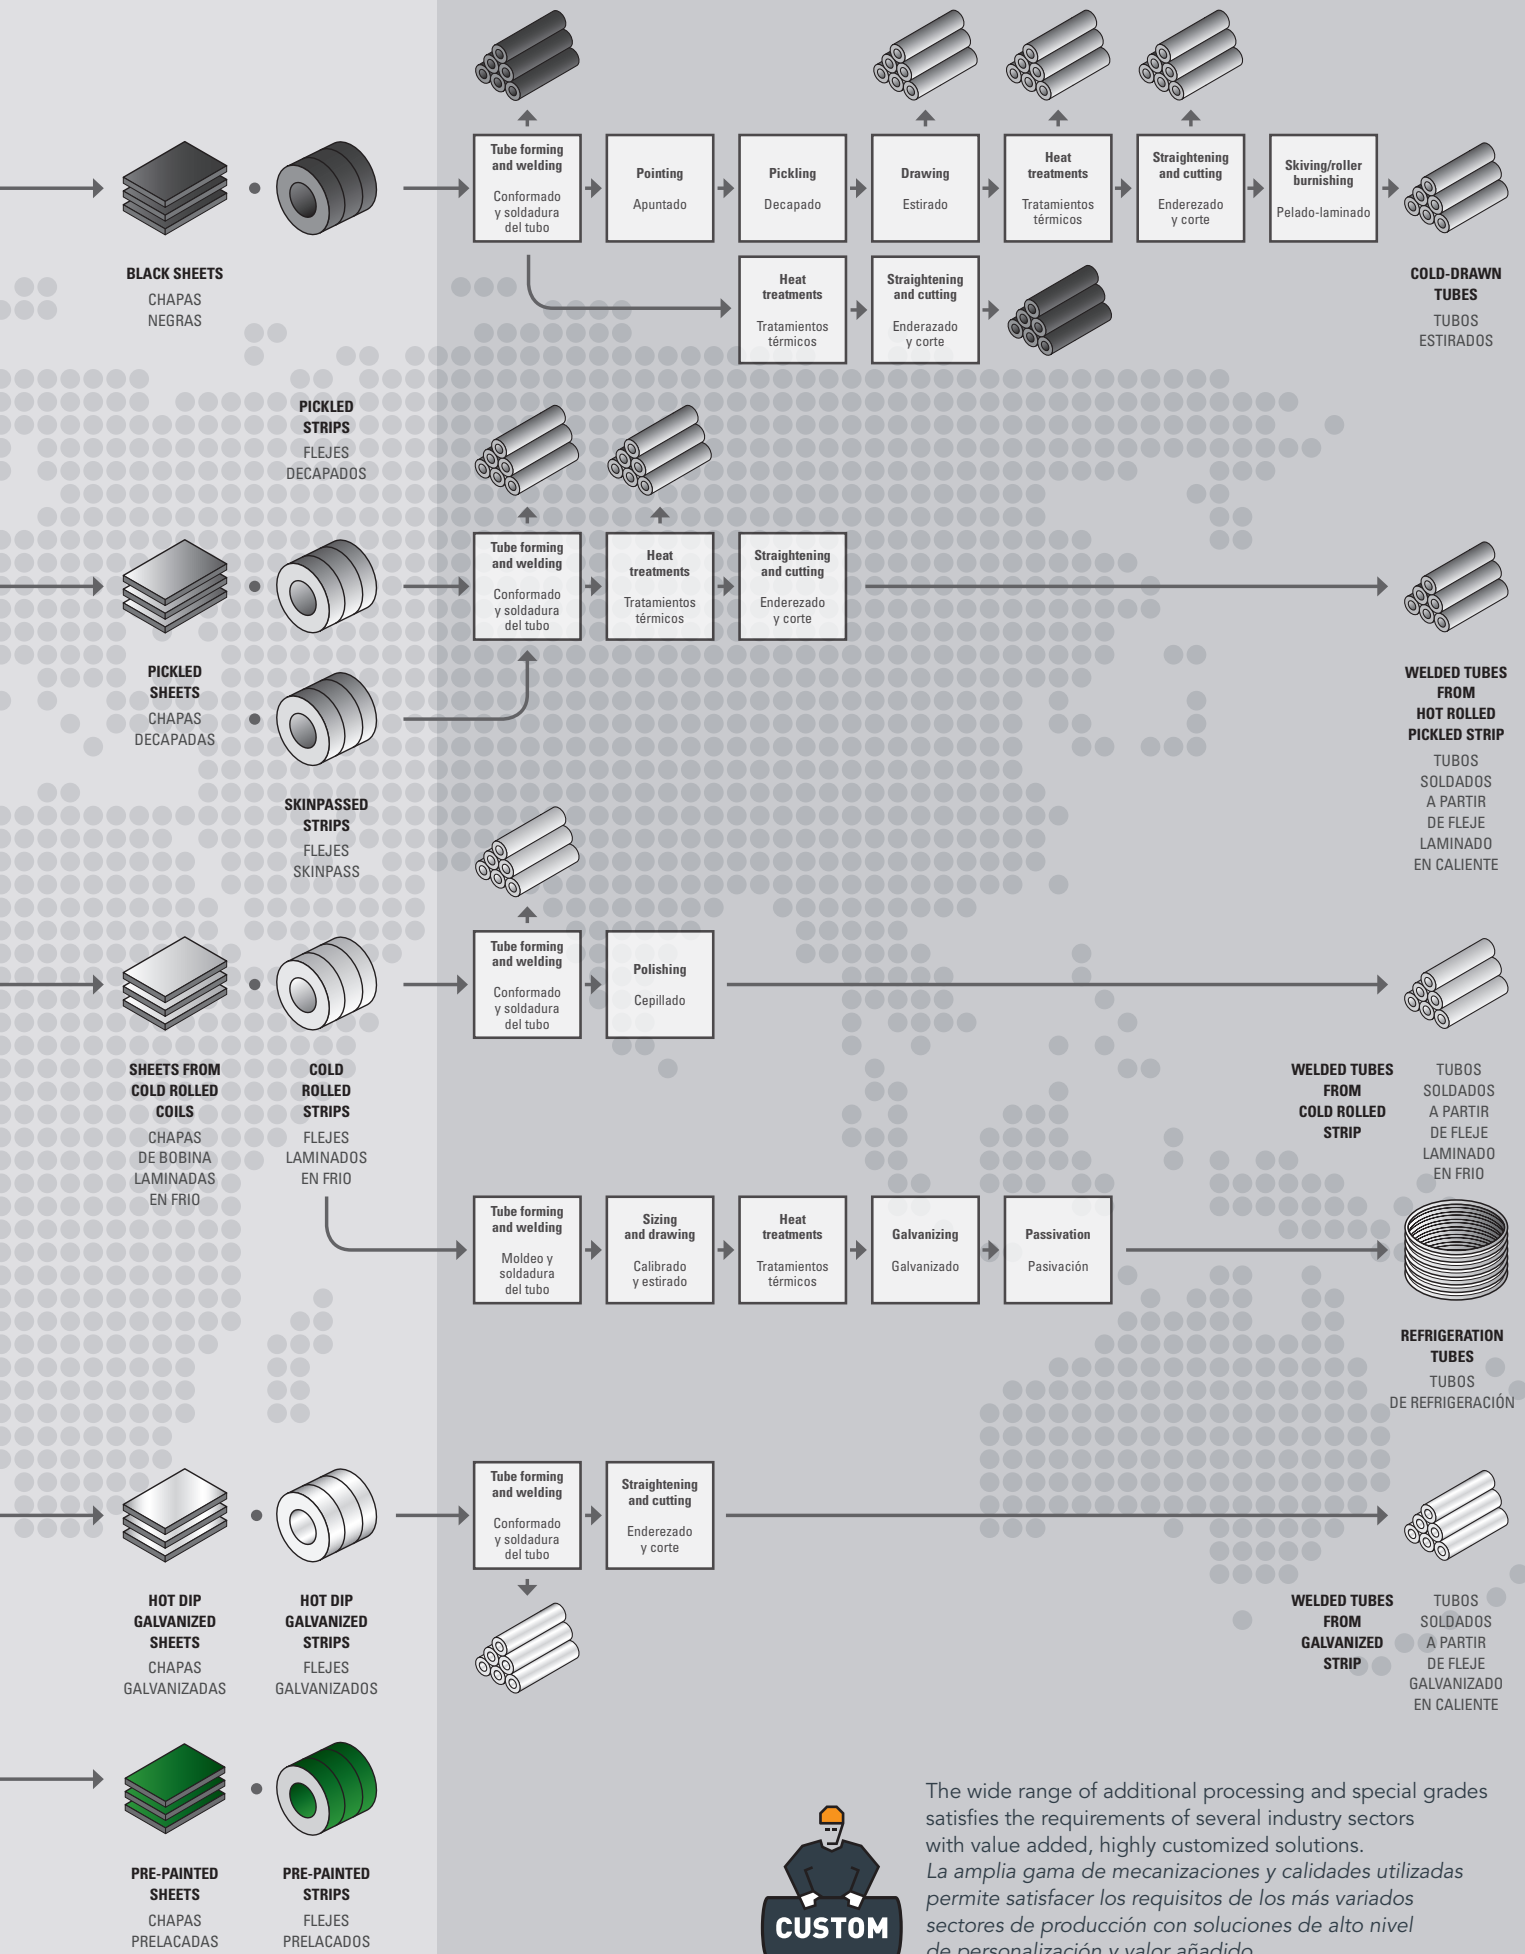 Tube forming
and welding
Conformado
y soldadura
del tubo
Pointing
Apuntado
Pickling
Decapado
Drawing
Estirado
Heat
treatments
Tratamientos
térmicos
Straightening
and cutting
Enderezado
y corte
Skiving/roller
burnishing
Pelado-laminado
BLACK SHEETS
CHAPAS
NEGRAS
Heat
treatments
Tratamientos
térmicos
Straightening
and cutting
Enderazado
y corte
COLD-DRAWN
TUBES
TUBOS
ESTIRADOS
PICKLED
STRIPS
FLEJES
DECAPADOS
Tube forming
and welding
Conformado
y soldadura
del tubo
Heat
treatments
Tratamientos
térmicos
Straightening
and cutting
Enderezado
y corte
PICKLED
SHEETS
CHAPAS
DECAPADAS
WELDED TUBES
FROM
HOT ROLLED
PICKLED STRIP
TUBOS
SOLDADOS
A PARTIR
DE FLEJE
LAMINADO
EN CALIENTE
SKINPASSED
STRIPS
FLEJES
SKINPASS
Tube forming
and welding
Conformado
y soldadura
del tubo
Polishing
Cepillado
SHEETS FROM
COLD ROLLED
COILS
CHAPAS
DE BOBINA
LAMINADAS
EN FRIO
COLD
ROLLED
STRIPS
FLEJES
LAMINADOS
EN FRIO
WELDED TUBES
FROM
COLD ROLLED
STRIP
TUBOS
SOLDADOS
A PARTIR
DE FLEJE
LAMINADO
EN FRIO
Tube forming
and welding
Moldeo y
soldadura
del tubo
Sizing
and drawing
Calibrado
y estirado
Heat
treatments
Tratamientos
térmicos
Galvanizing
Galvanizado
Passivation
Pasivación
REFRIGERATION
TUBES
TUBOS
DE REFRIGERACIÓN
Tube forming
and welding
Conformado
y soldadura
del tubo
Straightening
and cutting
Enderezado
y corte
HOT DIP
GALVANIZED
SHEETS
CHAPAS
GALVANIZADAS
HOT DIP
GALVANIZED
STRIPS
FLEJES
GALVANIZADOS
WELDED TUBES
FROM
GALVANIZED
STRIP
TUBOS
SOLDADOS
A PARTIR
DE FLEJE
GALVANIZADO
EN CALIENTE
PRE-PAINTED
SHEETS
CHAPAS
PRELACADAS
PRE-PAINTED
STRIPS
FLEJES
PRELACADOS
CUSTOM
The wide range of additional processing and special grades
satisfies the requirements of several industry sectors
with value added, highly customized solutions.
La amplia gama de mecanizaciones y calidades utilizadas
permite satisfacer los requisitos de los más variados
sectores de producción con soluciones de alto nivel
de personalización y valor añadido